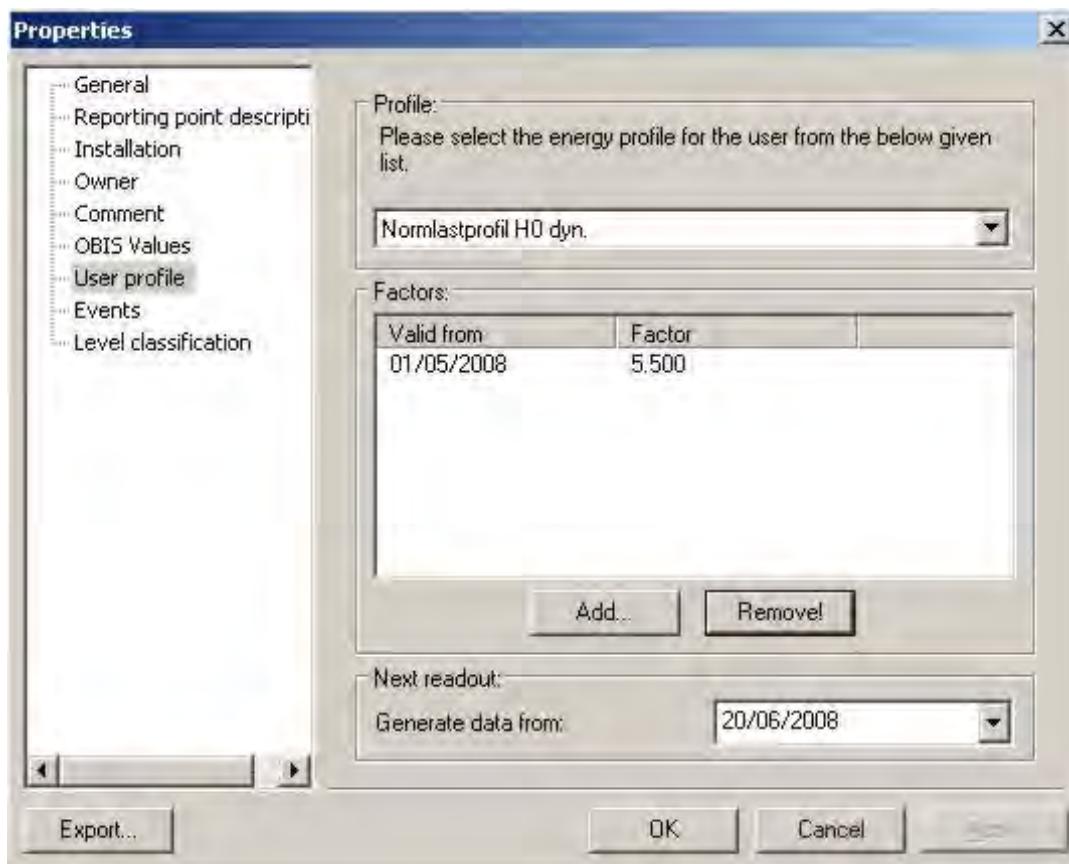 Properties
General
Reporting point descripti
Installation
Owner
Comment
OBIS Values
User profile
Events
Level classification
Profile:
Please select the energy profile for the user from the below given
list.
Normlastprofil H0 dyn.
Factors:
Valid from Factor
01/05/2008 5.500
Add... Remove!
Next readout:
Generate data from: 20/06/2008
Export... OK Cancel